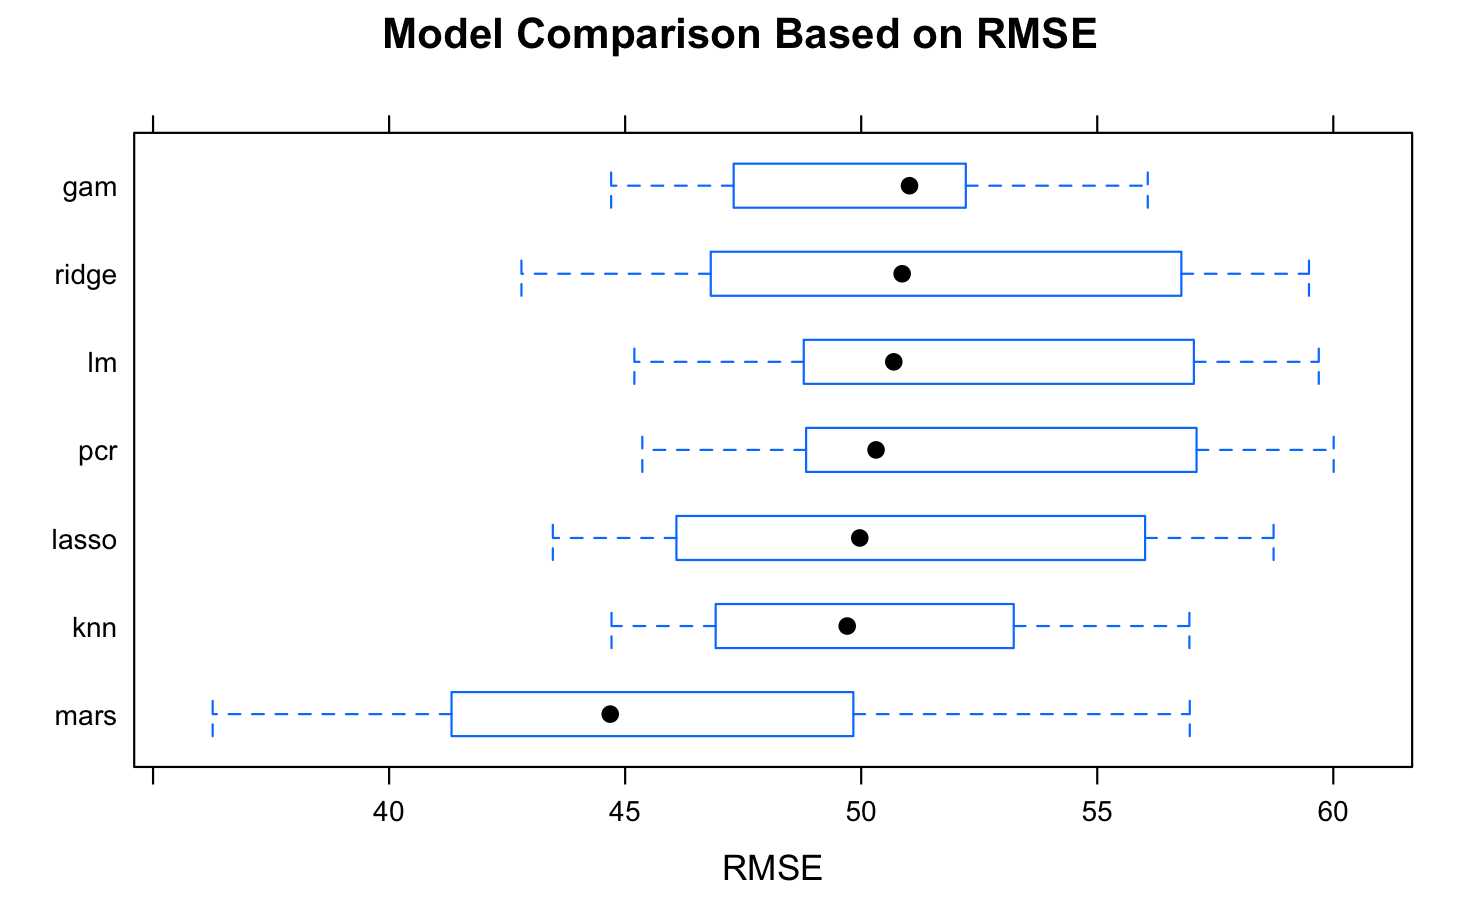 Model Comparison Based on RMSE
gam
ridge
lm
pcr
lasso
knn
mars
40 45 50 55 60
RMSE